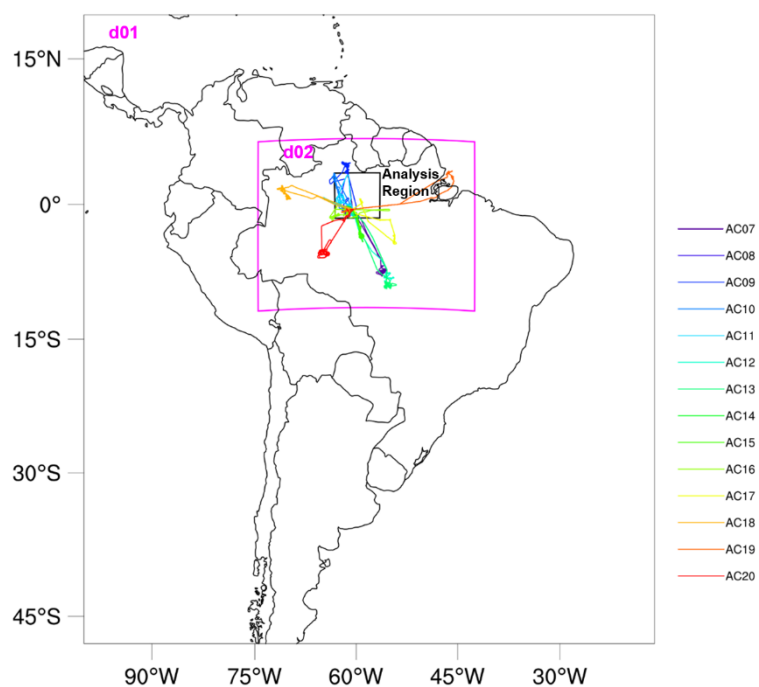 d01
15°N
d02
Analysis
Region
0°
15°S
30°S
45°S
90°W
75°W
60°W
45°W
30°W
AC07
AC08
AC09
AC10
AC11
AC12
AC13
AC14
AC15
AC16
AC17
AC18
AC19
AC20